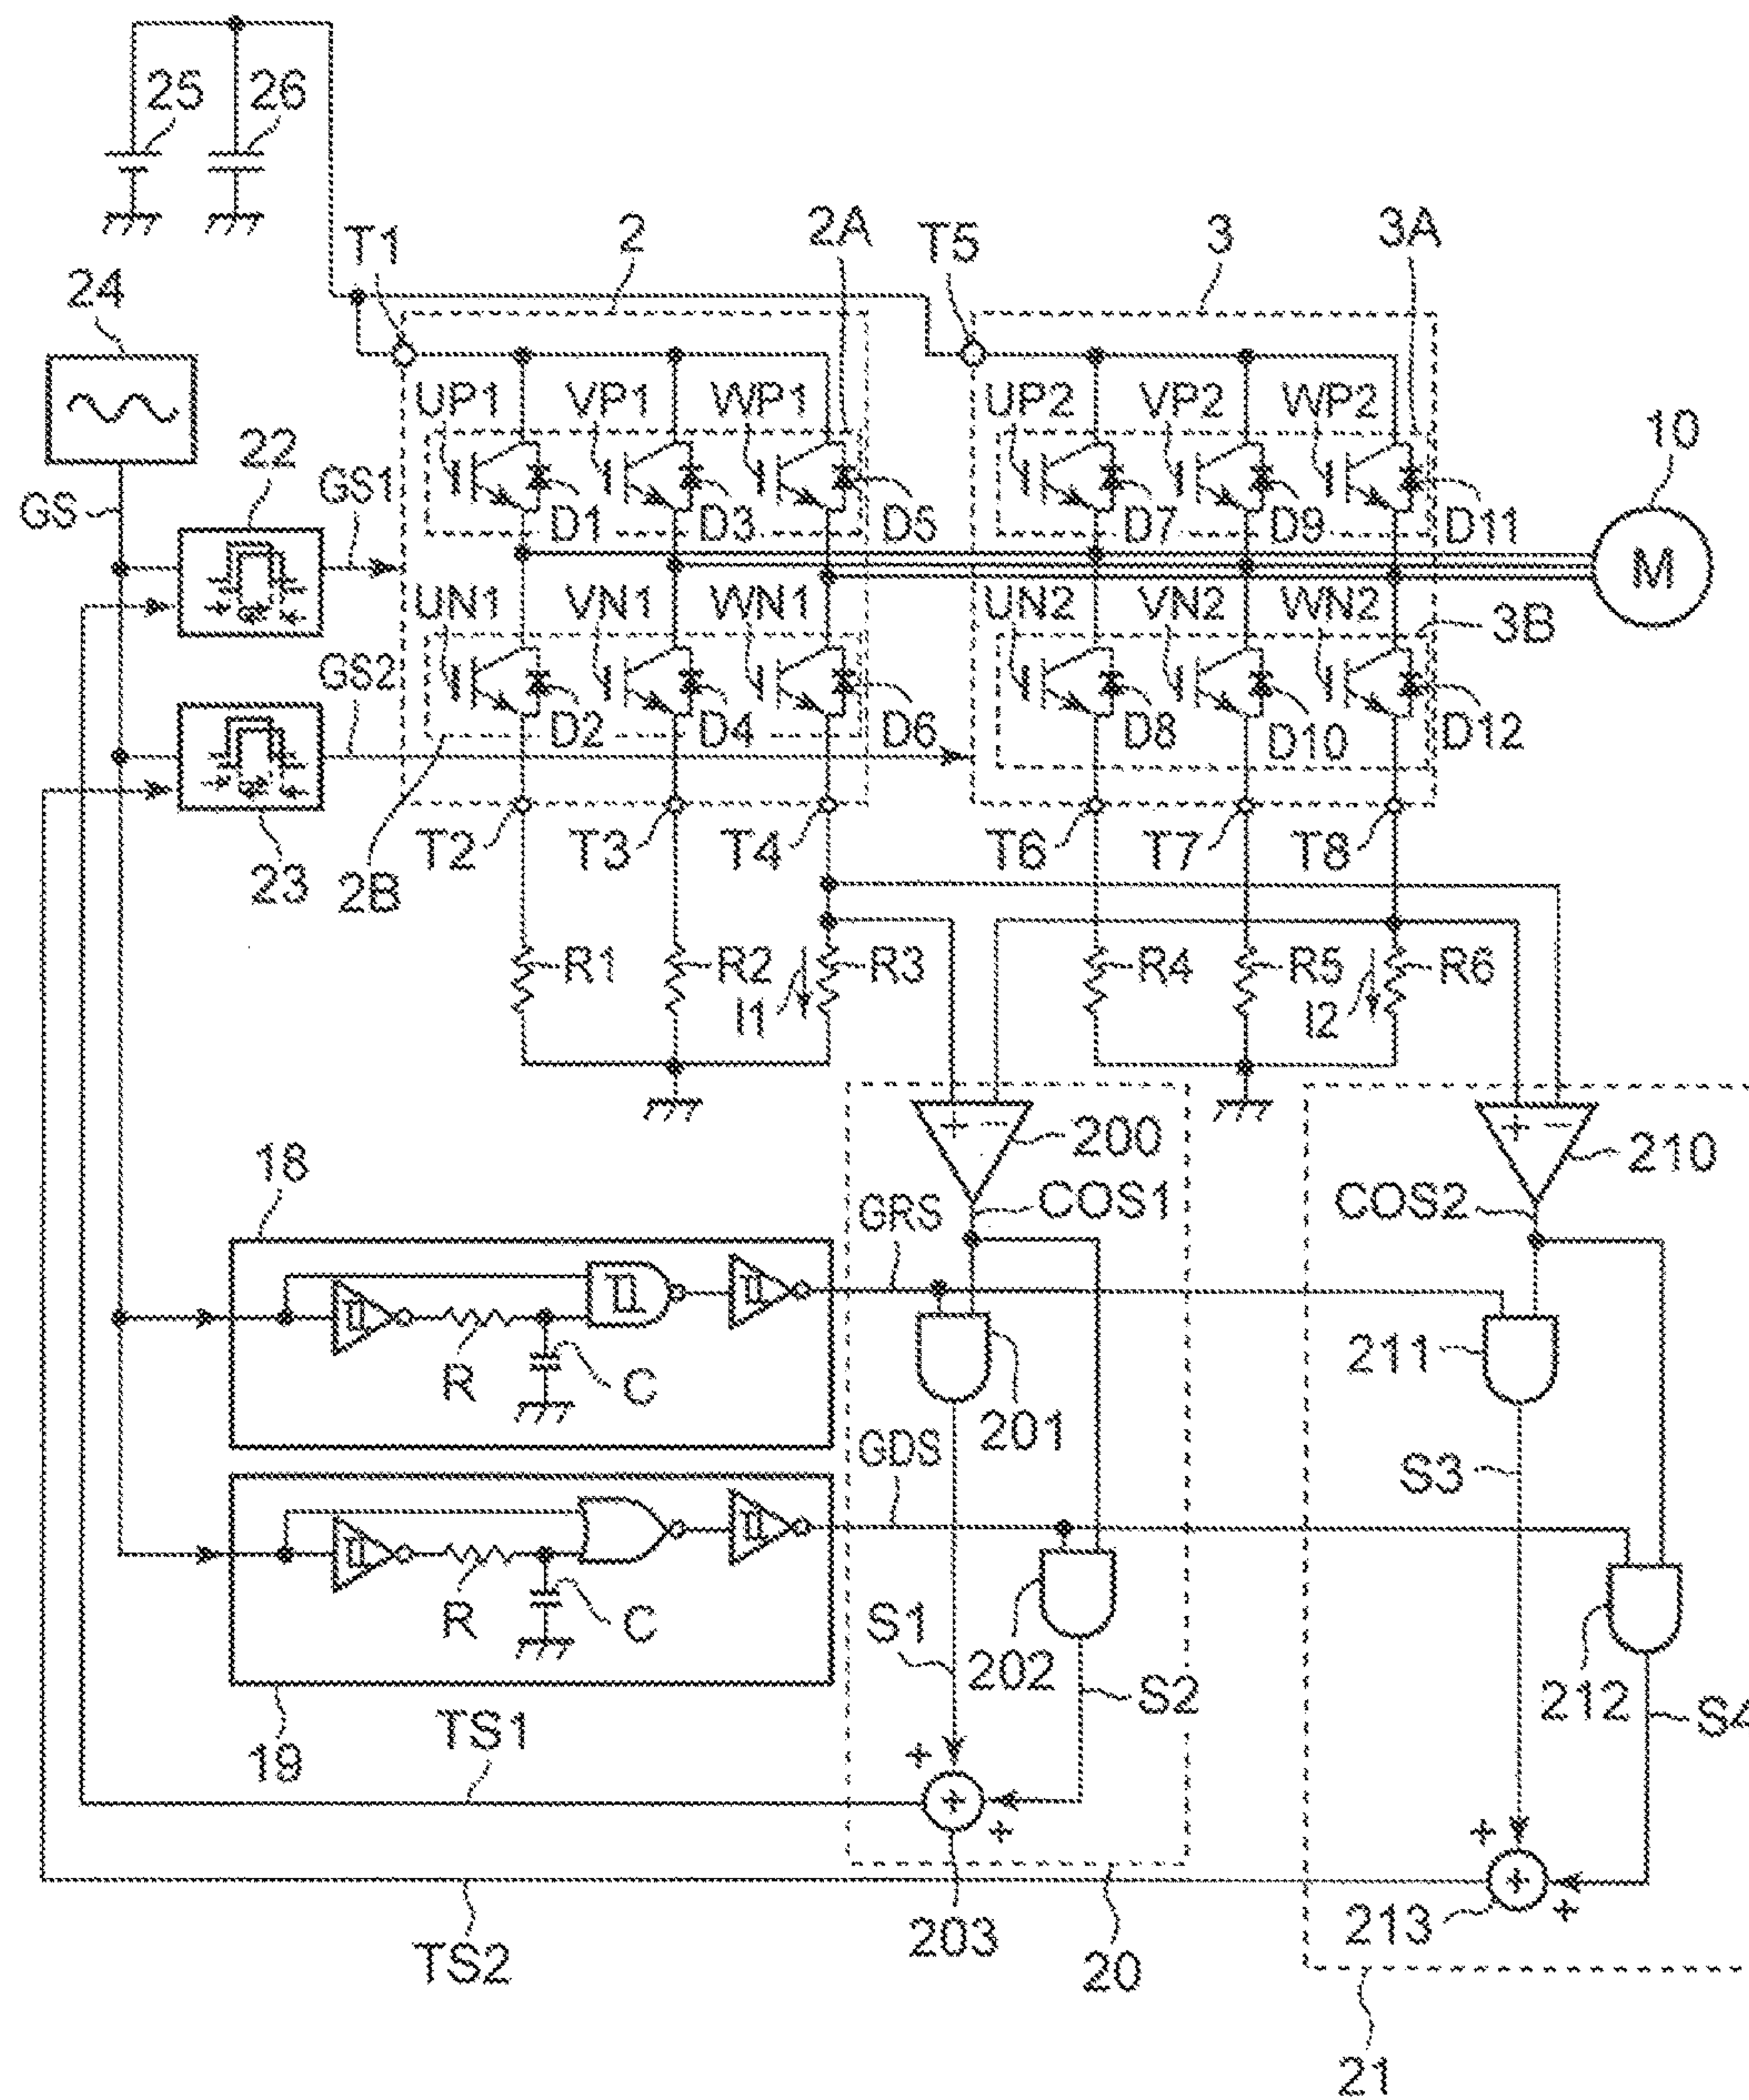 25 26
T1 2 2A T5 3 3A
24
UP1 VP1 WP1 UP2 VP2 WP2
10
22 GS1
GS D1 D3 D5 D7 D9 D11
M
UN1 VN1 WN1 UN2 VN2 WN2 3B
GS2
D2 D4 D6 D8 D10 D12
T2 T3 T4 T6 T7 T8
23 2B
R1 R2 R3 R4 R5 R6
I1 I2
+ − 200 + − 210
18
GRS COS1 COS2
R C 201 211
GDS S3
R C S1 202 S2 212 S4
19 TS1
+ + +
+ +
203 213 +
TS2 20
21